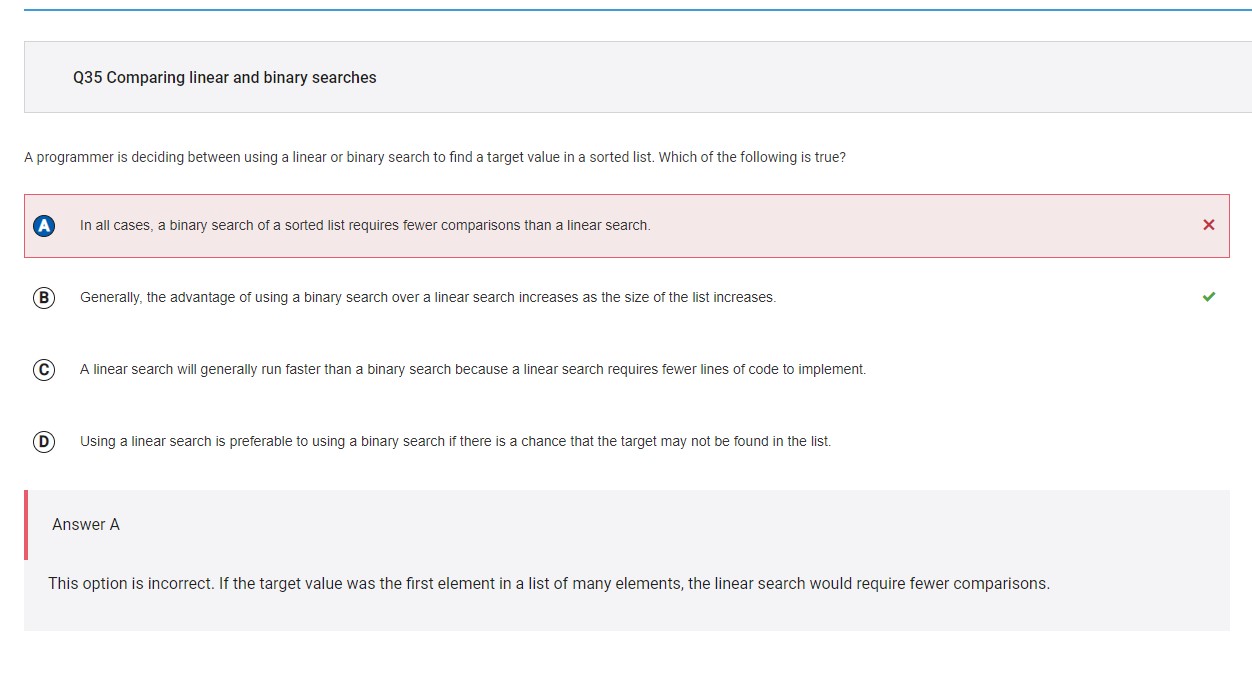 Q35 Comparing linear and binary searches
A programmer is deciding between using a linear or binary search to find a target value in a sorted list. Which of the following is true?
A In all cases, a binary search of a sorted list requires fewer comparisons than a linear search.
B Generally, the advantage of using a binary search over a linear search increases as the size of the list increases.
C A linear search will generally run faster than a binary search because a linear search requires fewer lines of code to implement.
D Using a linear search is preferable to using a binary search if there is a chance that the target may not be found in the list.
Answer A
This option is incorrect. If the target value was the first element in a list of many elements, the linear search would require fewer comparisons.